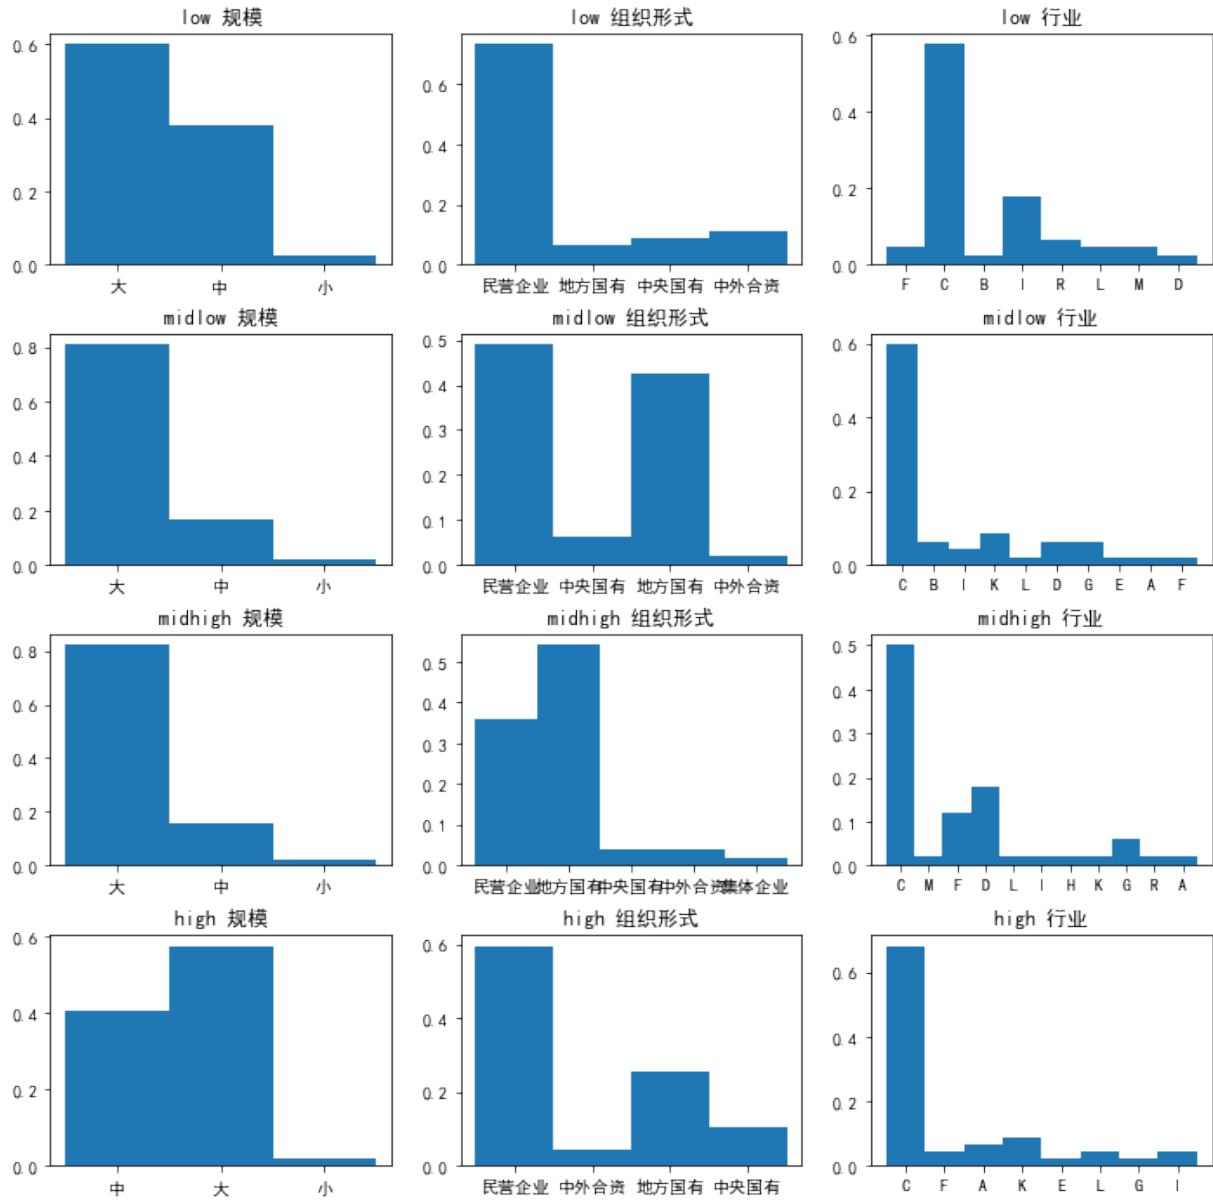 low 规模
0.6
0.4
0.2
0.0
大 中 小
low 组织形式
0.6
0.4
0.2
0.0
民营企业 地方国有 中央国有 中外合资
low 行业
0.6
0.4
0.2
0.0
F C B I R L M D
midlow 规模
0.8
0.6
0.4
0.2
0.0
大 中 小
midlow 组织形式
0.5
0.4
0.3
0.2
0.1
0.0
民营企业 中央国有 地方国有 中外合资
midlow 行业
0.6
0.4
0.2
0.0
C B I K L D G E A F
midhigh 规模
0.8
0.6
0.4
0.2
0.0
大 中 小
midhigh 组织形式
0.5
0.4
0.3
0.2
0.1
0.0
民营企业 地方国有 中央国有 中外合资 集体企业
midhigh 行业
0.5
0.4
0.3
0.2
0.1
0.0
C M F D L I H K G R A
high 规模
0.6
0.4
0.2
0.0
中 大 小
high 组织形式
0.6
0.4
0.2
0.0
民营企业 中外合资 地方国有 中央国有
high 行业
0.6
0.4
0.2
0.0
C F A K E L G I